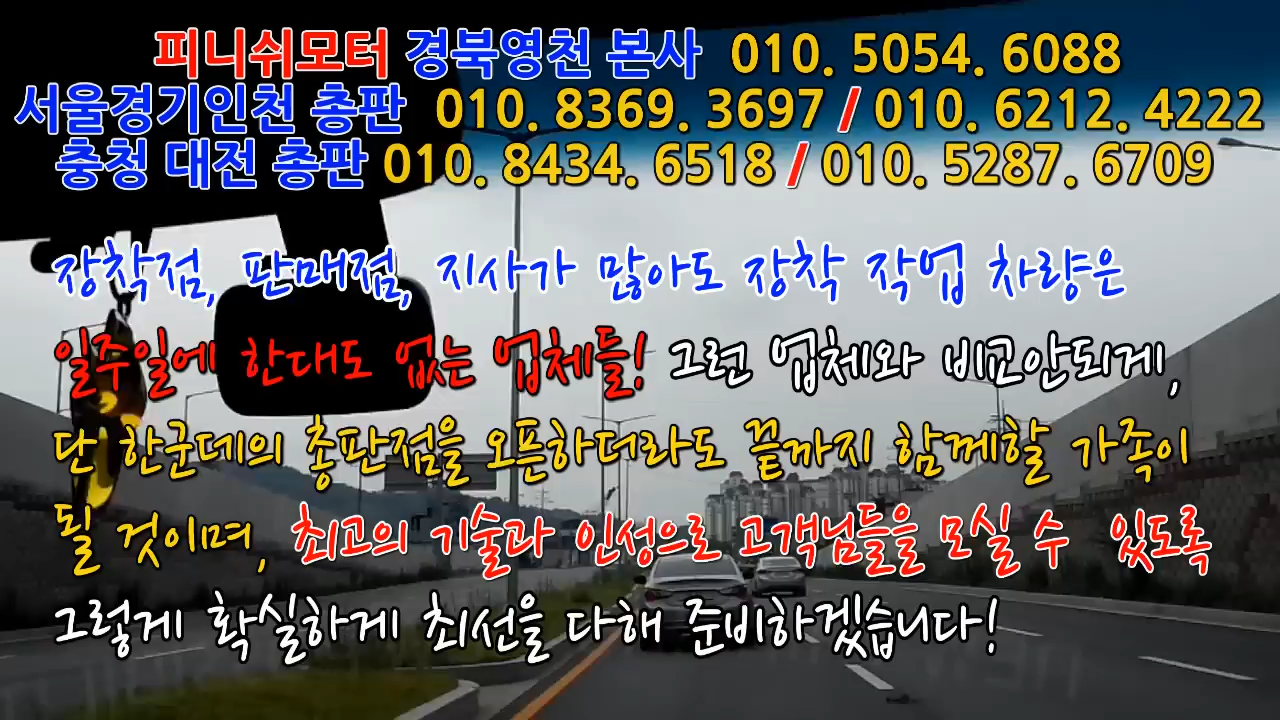 피니쉬모터 경북영천 본사 010. 5054. 6088
서울경기인천 총판 010. 8369. 3697 / 010. 6212. 4222
충청 대전 총판 010. 8434. 6518 / 010. 5287. 6709
장착점, 판매점, 지사가 많아도 장착 작업 차량은
일주일에 한대도 없는 업체들! 그런 업체와 비교안되게,
단 한군데의 총판점을 오픈하더라도 끝까지 함께할 가족이
될 것이며, 최고의 기술과 인성으로 고객님들을 모실 수 있도록
그렇게 확실하게 최선을 다해 준비하겠습니다!